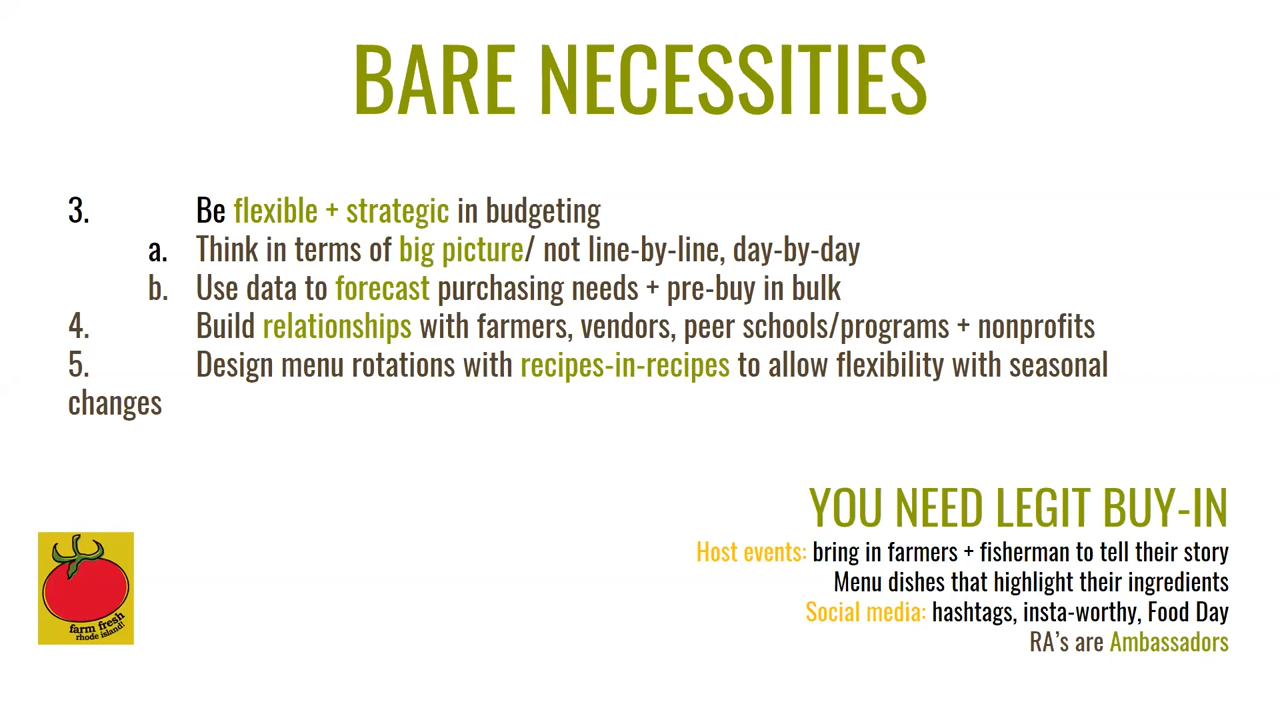 BARE NECESSITIES
3. Be flexible + strategic in budgeting
a. Think in terms of big picture/ not line-by-line, day-by-day
b. Use data to forecast purchasing needs + pre-buy in bulk
4. Build relationships with farmers, vendors, peer schools/programs + nonprofits
5. Design menu rotations with recipes-in-recipes to allow flexibility with seasonal
changes
YOU NEED LEGIT BUY-IN
Host events: bring in farmers + fisherman to tell their story
Menu dishes that highlight their ingredients
Social media: hashtags, insta-worthy, Food Day
RA's are Ambassadors
farm fresh
rhode island!